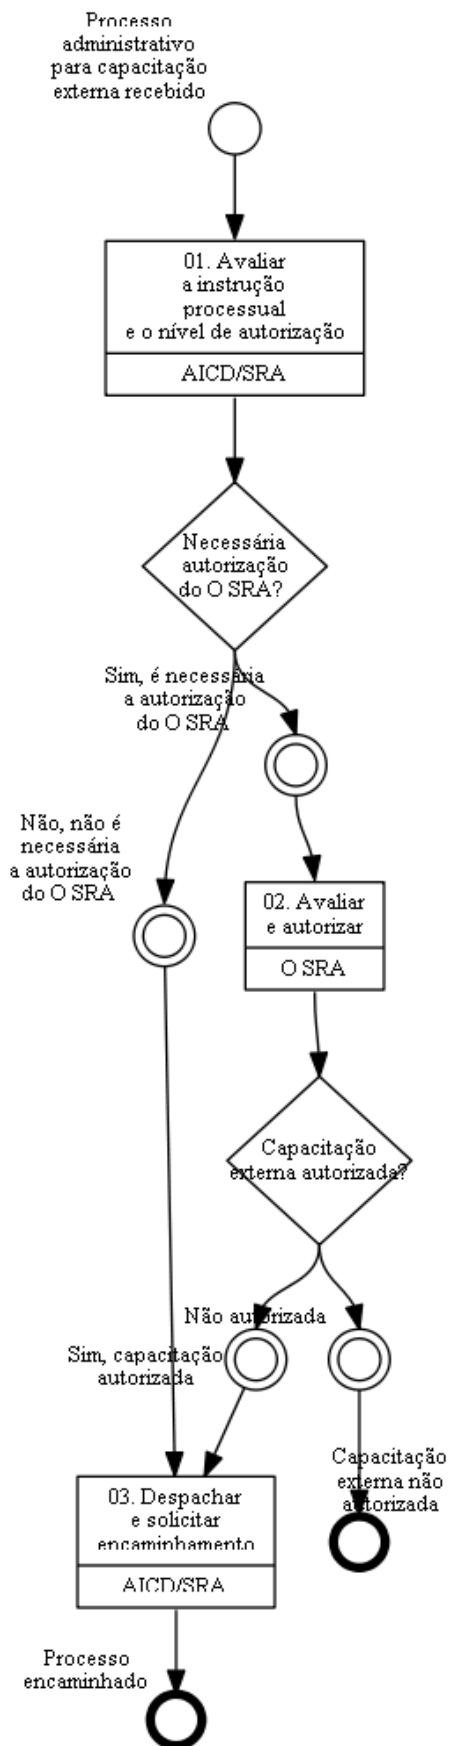 Processo
administrativo
para capacitação
externa recebido
01. Avaliar
a instrução
processual
e o nível de autorização
AICD/SRA
Necessária
autorização
do O SRA?
Sim, é necessária
a autorização
do O SRA
Não, não é
necessária
a autorização
do O SRA
02. Avaliar
e autorizar
O SRA
Capacitação
externa autorizada?
Não autorizada
Sim, capacitação
autorizada
Capacitação
externa não
autorizada
03. Despachar
e solicitar
encaminhamento
AICD/SRA
Processo
encaminhado